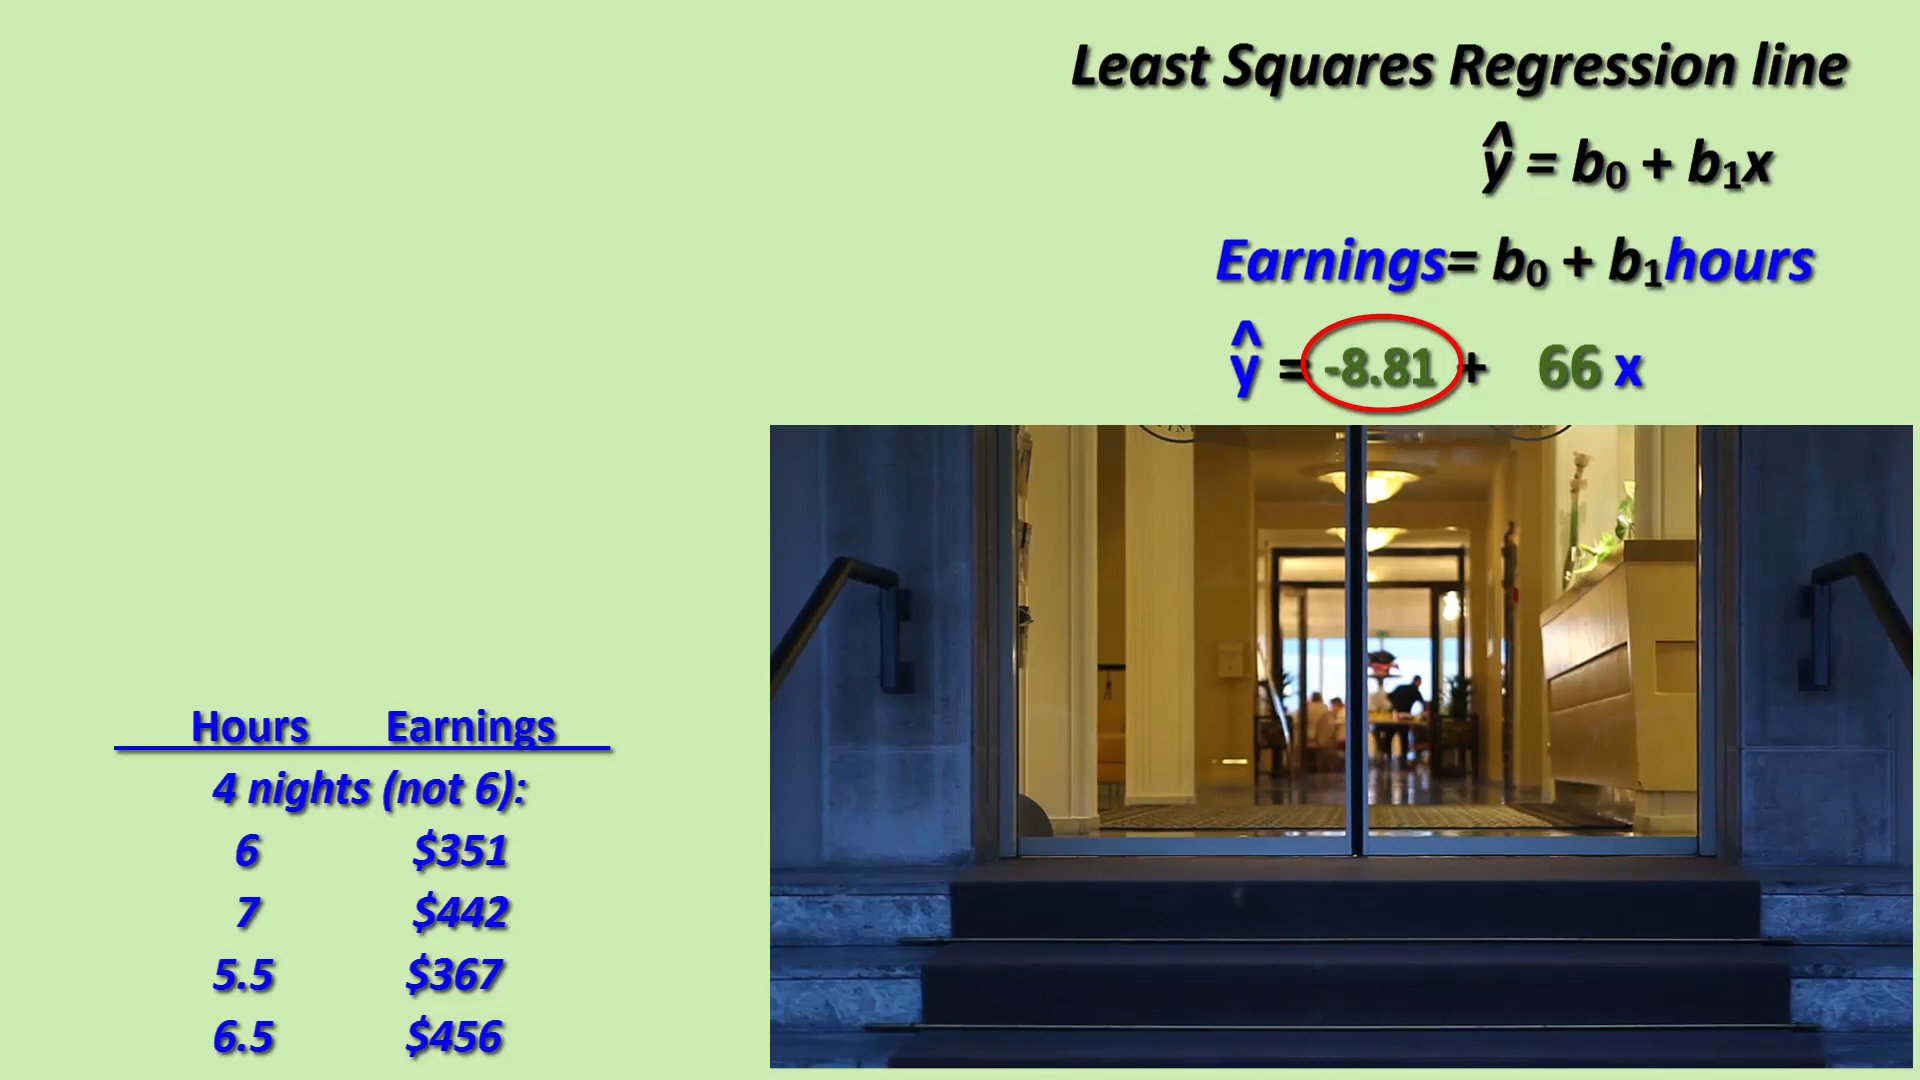 Least Squares Regression line
ŷ = b₀ + b₁x
Earnings= b₀ + b₁hours
ŷ = -8.81 + 66 x
Hours Earnings
4 nights (not 6):
6 $351
7 $442
5.5 $367
6.5 $456